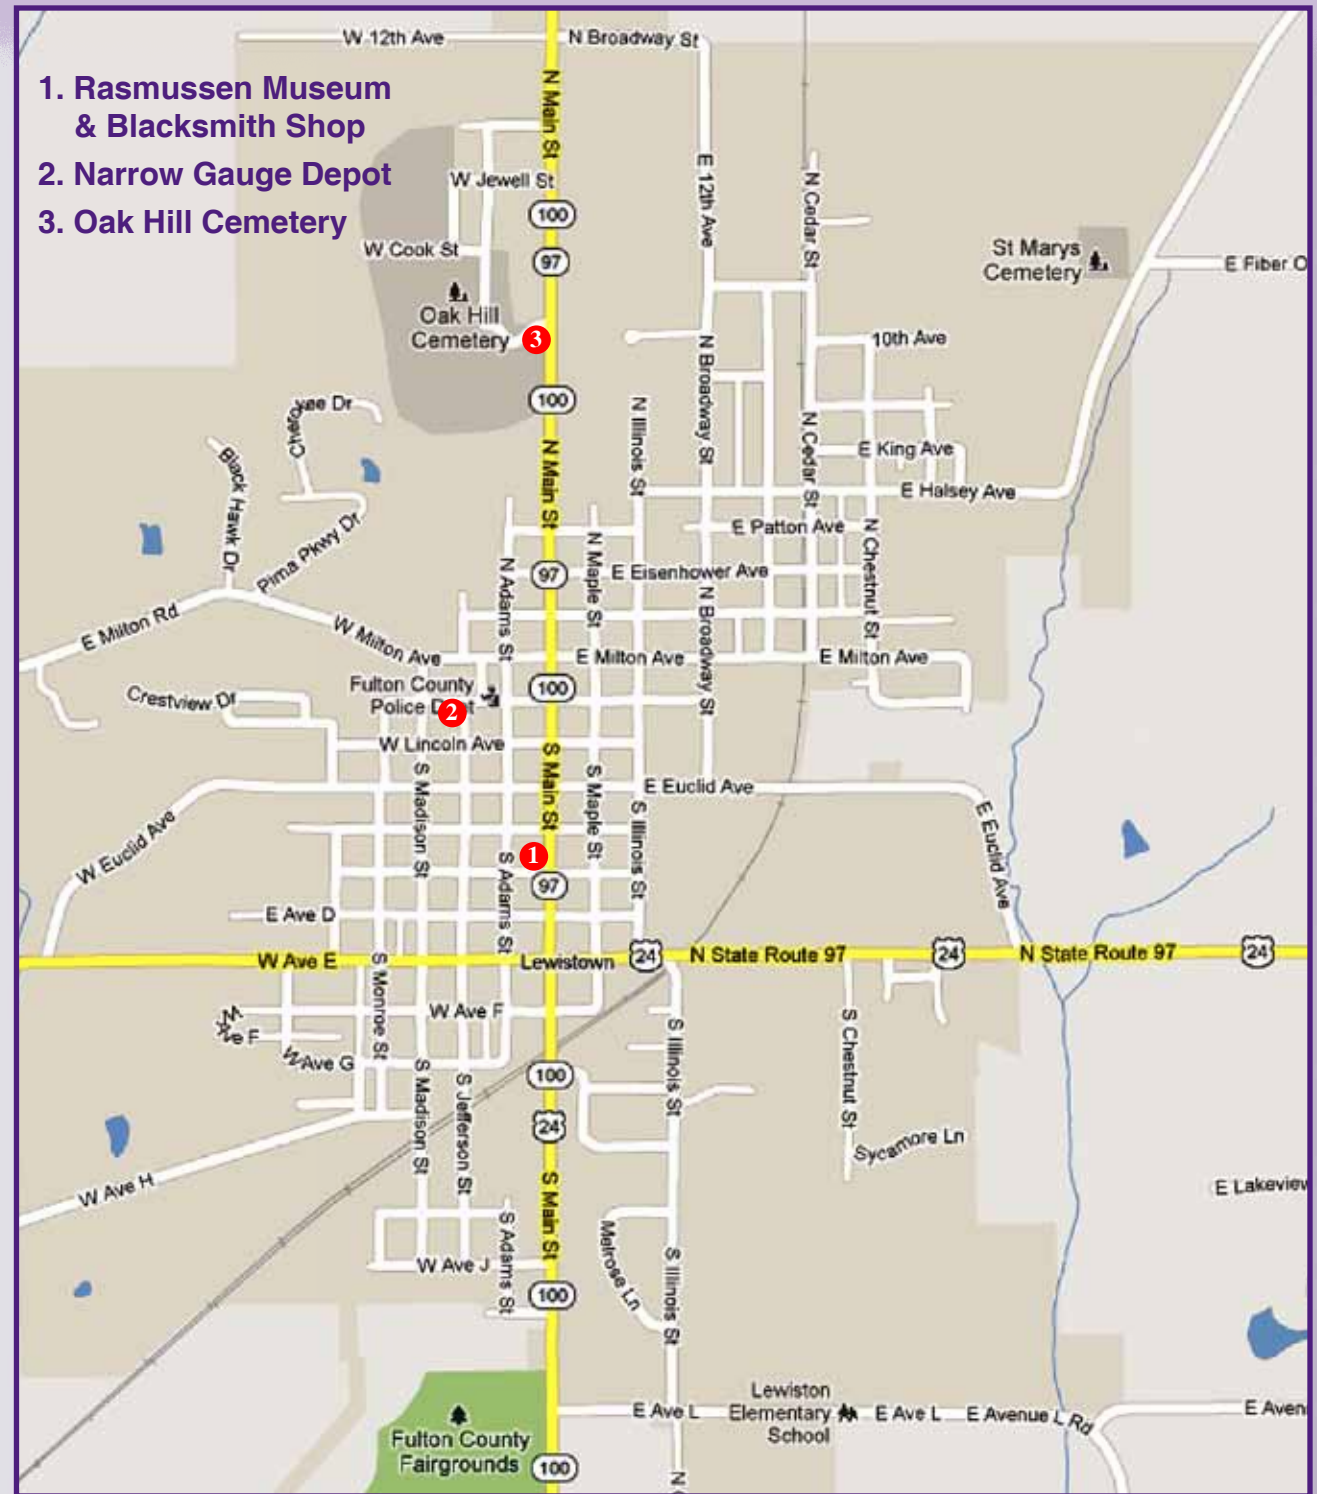 W 12th Ave
N Broadway St
1. Rasmussen Museum
& Blacksmith Shop
2. Narrow Gauge Depot
3. Oak Hill Cemetery
N Main St
W Jewell St
100
W Cook St
97
E 12th Ave
N Cedar St
St Marys
Cemetery
E Fiber O
Oak Hill
Cemetery
3
10th Ave
Cherokee Dr
100
N Illinois St
N Broadway St
N Cedar St
E King Ave
Black Hawk Dr
N Main St
E Halsey Ave
Pima Pkwy Dr
N Maple St
E Patton Ave
N Chestnut St
N Adams St
97
E Eisenhower Ave
N Broadway St
E Milton Rd
W Milton Ave
E Milton Ave
E Milton Ave
Fulton County
Police Dept
2
100
Crestview Dr
W Lincoln Ave
S Main St
S Madison St
S Maple St
E Euclid Ave
S Illinois St
E Euclid Ave
W Euclid Ave
1
S Adams St
97
E Ave D
W Ave E
Lewistown
24
N State Route 97
24
N State Route 97
24
S Monroe St
W Ave F
W Ave F
W Ave G
S Illinois St
S Chestnut St
100
S Madison St
S Jefferson St
24
Sycamore Ln
W Ave H
E Lakeview
S Main St
S Adams St
Melrose Ln
S Illinois St
W Ave J
100
Lewiston
Elementary
School
E Ave L
E Ave L
E Avenue L Rd
E Aven
Fulton County
Fairgrounds
100
N